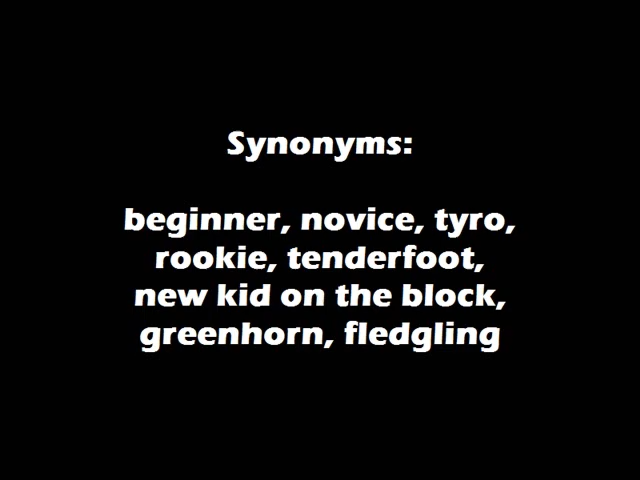 Synonyms:
beginner, novice, tyro,
rookie, tenderfoot,
new kid on the block,
greenhorn, fledgling